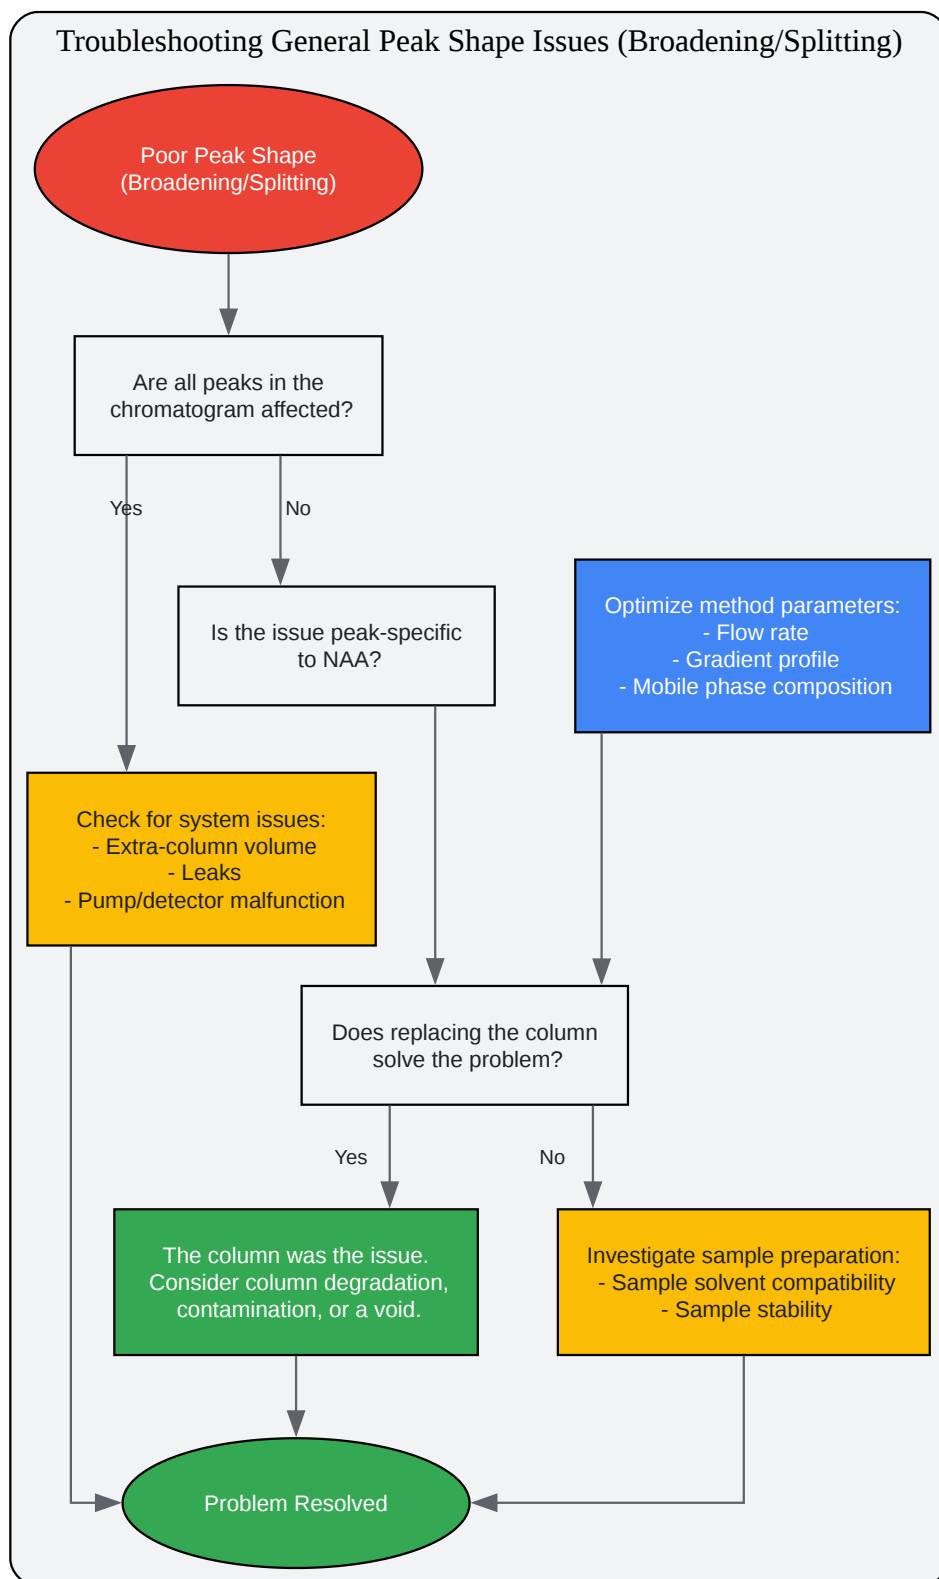 Troubleshooting General Peak Shape Issues (Broadening/Splitting)
Poor Peak Shape
(Broadening/Splitting)
Are all peaks in the
chromatogram affected?
Yes
No
Is the issue peak-specific
to NAA?
Optimize method parameters:
- Flow rate
- Gradient profile
- Mobile phase composition
Check for system issues:
- Extra-column volume
- Leaks
- Pump/detector malfunction
Does replacing the column
solve the problem?
Yes
No
The column was the issue.
Consider column degradation,
contamination, or a void.
Investigate sample preparation:
- Sample solvent compatibility
- Sample stability
Problem Resolved